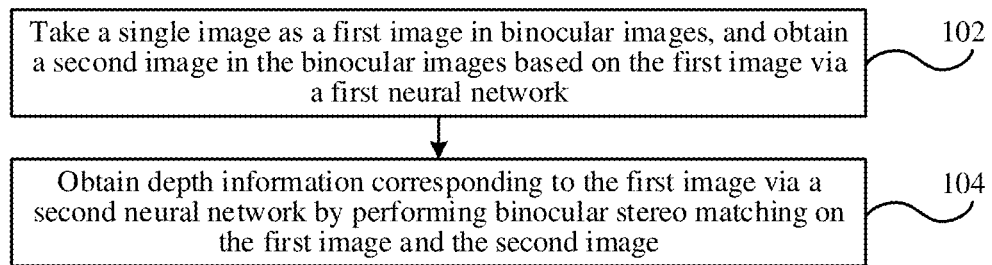 Take a single image as a first image in binocular images, and obtain
a second image in the binocular images based on the first image via
a first neural network
102
Obtain depth information corresponding to the first image via a
second neural network by performing binocular stereo matching on
the first image and the second image
104